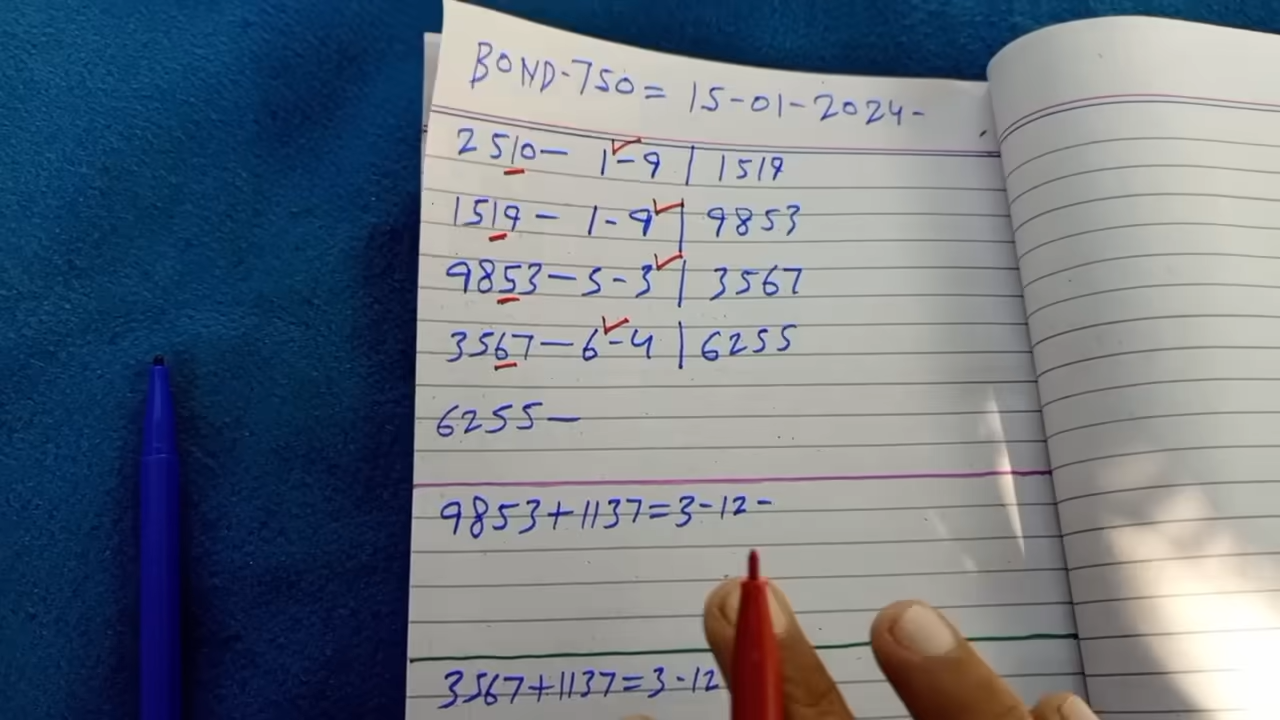 BOND-750= 15-01-2024-
2510- 1-9 | 1519
1519- 1-9 | 9853
9853-5-3 | 3567
3567-6-4 | 6255
6255-
9853+1137=3-12-
3567+1137=3-12